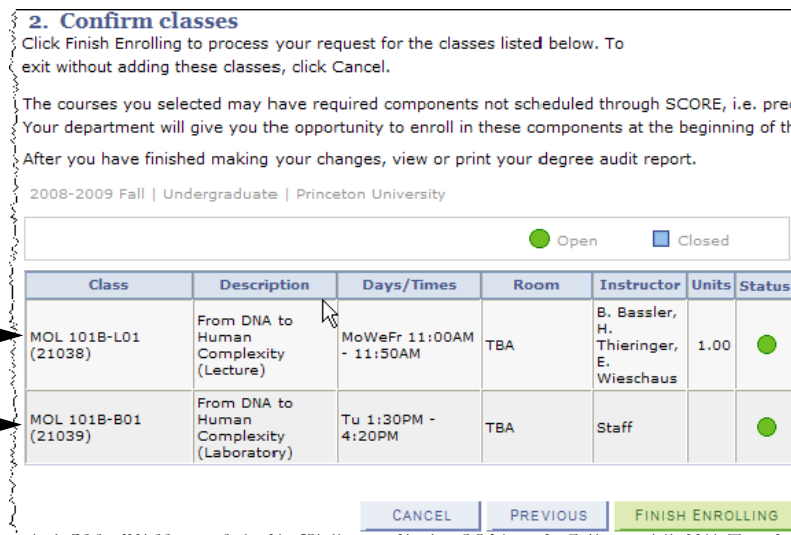 2. Confirm classes
Click Finish Enrolling to process your request for the classes listed below. To
exit without adding these classes, click Cancel.
The courses you selected may have required components not scheduled through SCORE, i.e.
Your department will give you the opportunity to enroll in these components at the beginning of
After you have finished making your changes, view or print your degree audit report.
2008-2009 Fall | Undergraduate | Princeton University
Open Closed
Class Description Days/Times Room Instructor Units Status
MOL 101B-L01
(21038)
From DNA to
Human
Complexity
(Lecture)
MoWeFr 11:00AM
- 11:50AM
TBA
B. Bassler,
H.
Thieringer,
E.
Wieschaus
1.00
MOL 101B-B01
(21039)
From DNA to
Human
Complexity
(Laboratory)
Tu 1:30PM -
4:20PM
TBA
Staff
CANCEL PREVIOUS FINISH ENROLLING